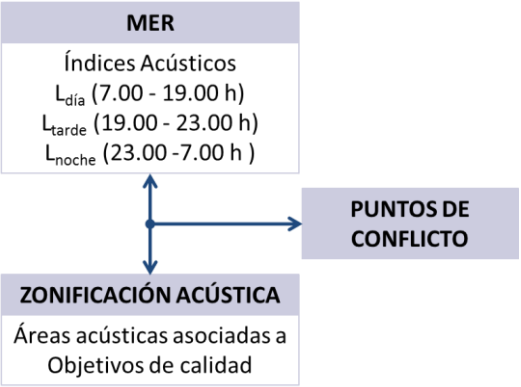 MER
Índices Acústicos
Ldía (7.00 - 19.00 h)
Ltarde (19.00 - 23.00 h)
Lnoche (23.00 -7.00 h )
PUNTOS DE
CONFLICTO
ZONIFICACIÓN ACÚSTICA
Áreas acústicas asociadas a
Objetivos de calidad